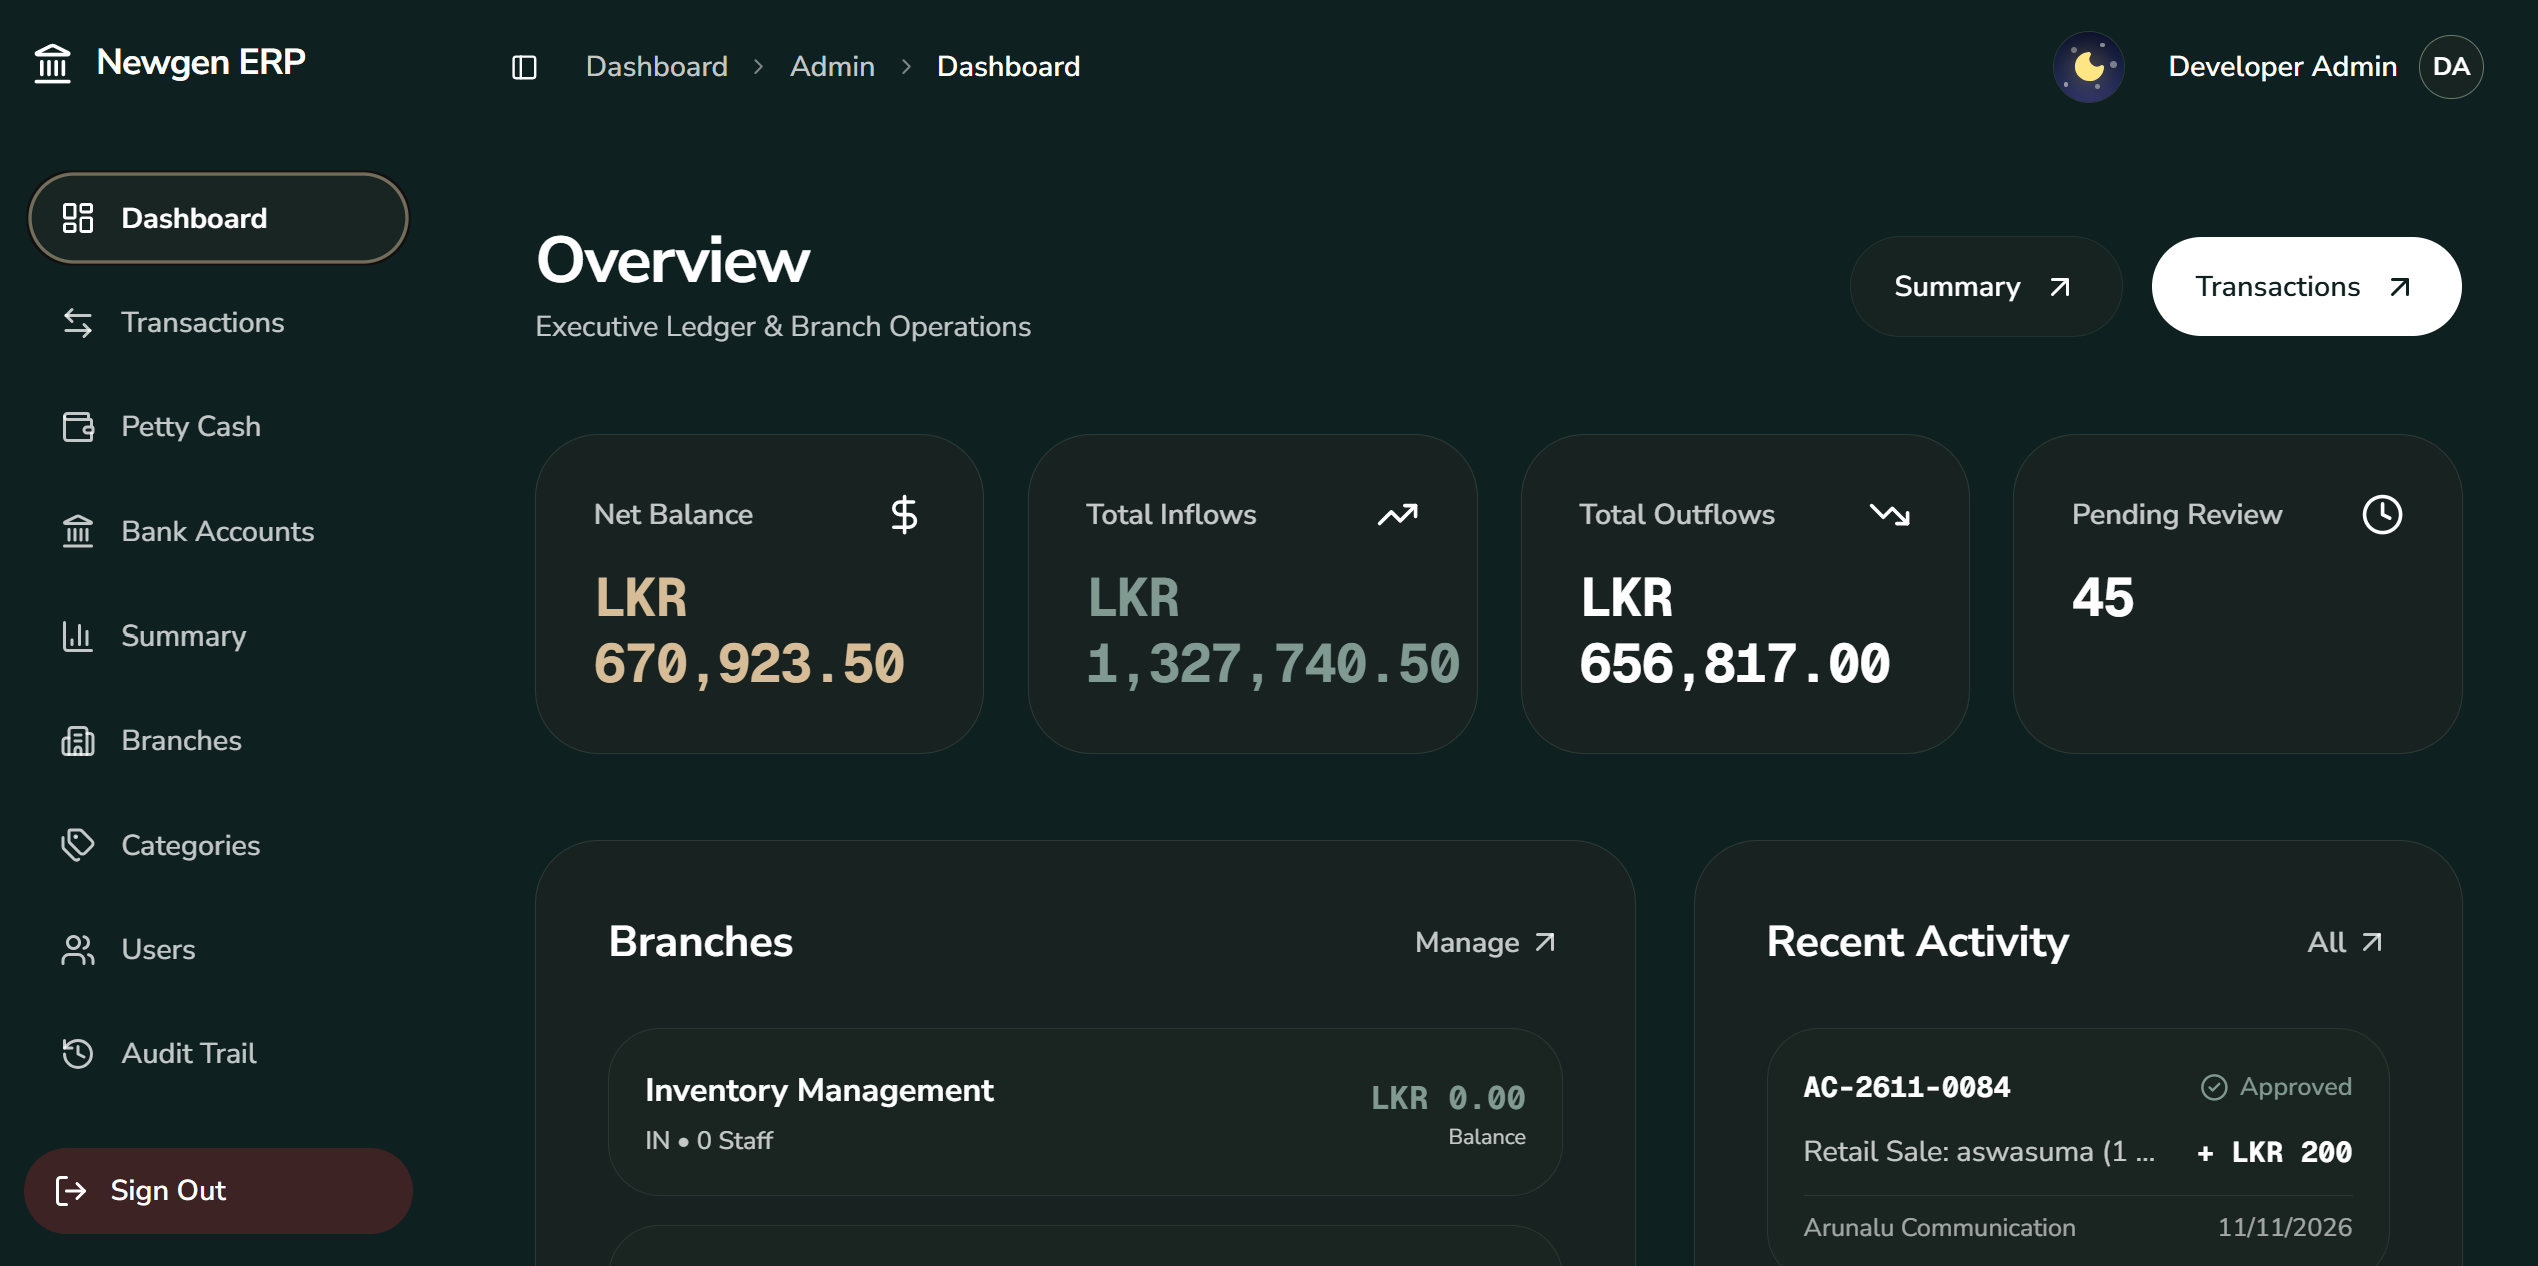 Newgen ERP
Dashboard
Admin
Dashboard
Developer Admin
DA
Dashboard
Transactions
Petty Cash
Bank Accounts
Summary
Branches
Categories
Users
Audit Trail
Sign Out
Overview
Executive Ledger & Branch Operations
Summary
Transactions
Net Balance
LKR
670,923.50
Total Inflows
LKR
1,327,740.50
Total Outflows
LKR
656,817.00
Pending Review
45
Branches
Manage
Inventory Management
IN • 0 Staff
LKR 0.00
Balance
Recent Activity
All
AC-2611-0084
Approved
Retail Sale: aswasuma (1 ...
+ LKR 200
Arunalu Communication
11/11/2026